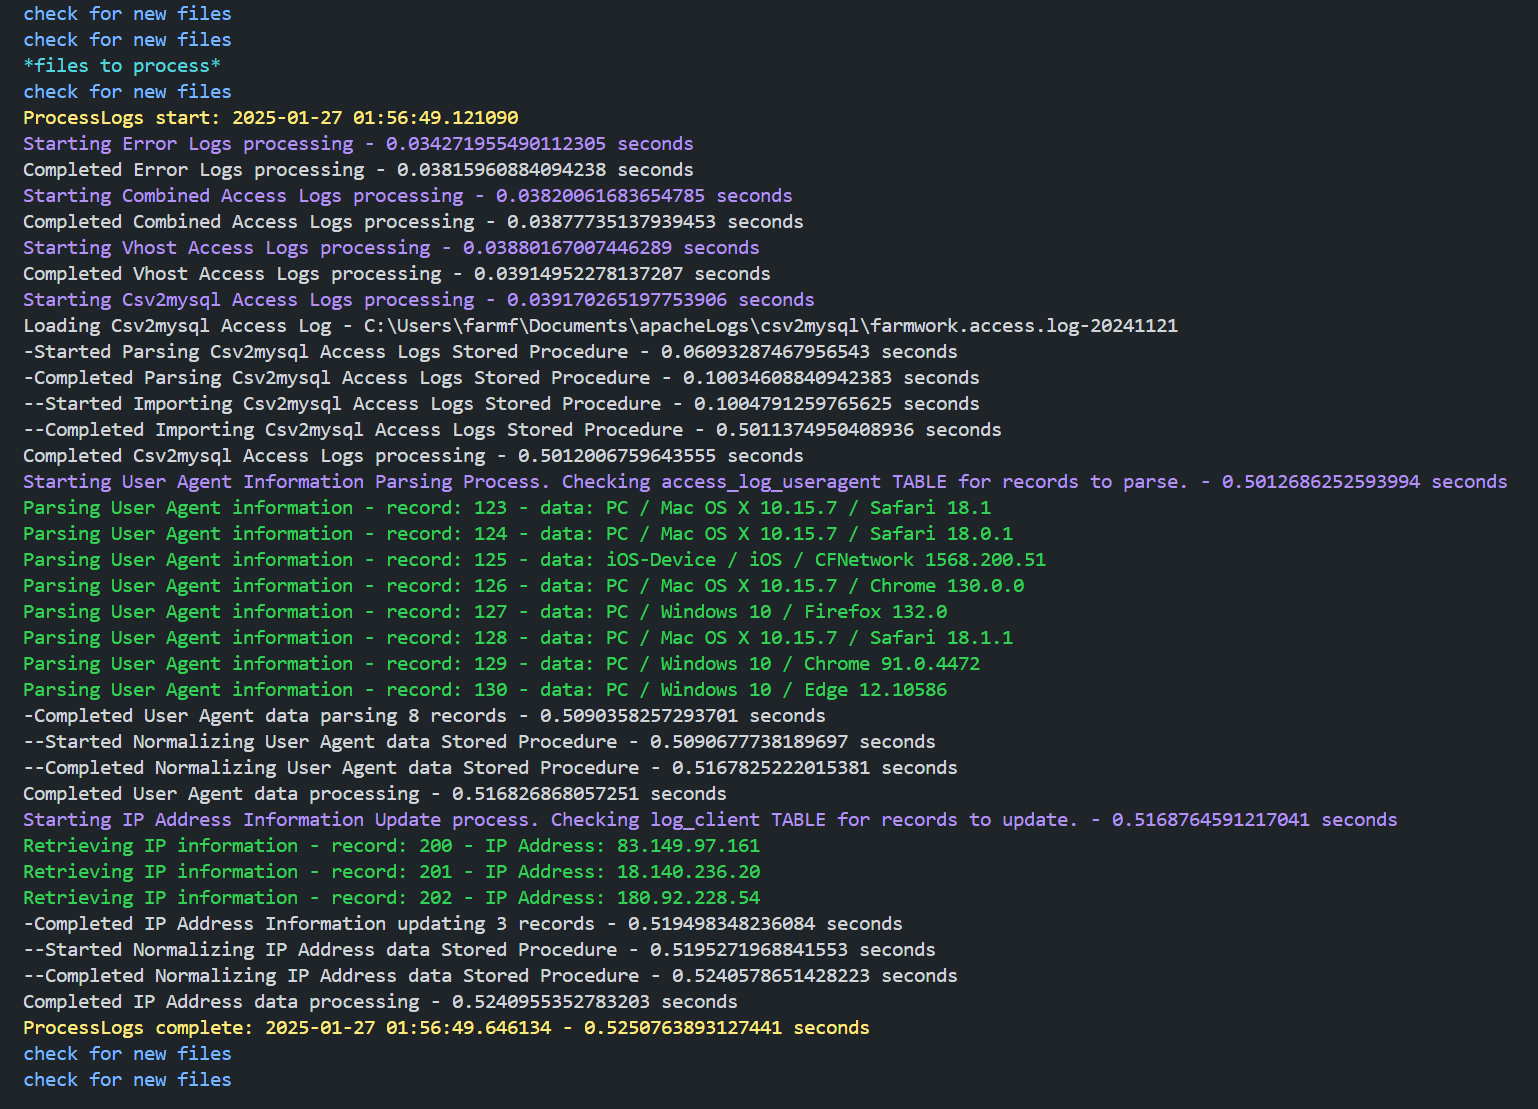 check for new files
check for new files
*files to process*
check for new files
ProcessLogs start: 2025-01-27 01:56:49.121090
Starting Error Logs processing - 0.034271955490112305 seconds
Completed Error Logs processing - 0.03815960884094238 seconds
Starting Combined Access Logs processing - 0.03820061683654785 seconds
Completed Combined Access Logs processing - 0.03877735137939453 seconds
Starting Vhost Access Logs processing - 0.03880167007446289 seconds
Completed Vhost Access Logs processing - 0.03914952278137207 seconds
Starting Csv2mysql Access Logs processing - 0.039170265197753906 seconds
Loading Csv2mysql Access Log - C:\Users\farmf\Documents\apacheLogs\csv2mysql\farmwork.access.log-20241121
-Started Parsing Csv2mysql Access Logs Stored Procedure - 0.06093287467956543 seconds
-Completed Parsing Csv2mysql Access Logs Stored Procedure - 0.10034608840942383 seconds
--Started Importing Csv2mysql Access Logs Stored Procedure - 0.1004791259765625 seconds
--Completed Importing Csv2mysql Access Logs Stored Procedure - 0.5011374950408936 seconds
Completed Csv2mysql Access Logs processing - 0.5012006759643555 seconds
Starting User Agent Information Parsing Process. Checking access_log_useragent TABLE for records to parse. - 0.5012686252593994 seconds
Parsing User Agent information - record: 123 - data: PC / Mac OS X 10.15.7 / Safari 18.1
Parsing User Agent information - record: 124 - data: PC / Mac OS X 10.15.7 / Safari 18.0.1
Parsing User Agent information - record: 125 - data: iOS-Device / iOS / CFNetwork 1568.200.51
Parsing User Agent information - record: 126 - data: PC / Mac OS X 10.15.7 / Chrome 130.0.0
Parsing User Agent information - record: 127 - data: PC / Windows 10 / Firefox 132.0
Parsing User Agent information - record: 128 - data: PC / Mac OS X 10.15.7 / Safari 18.1.1
Parsing User Agent information - record: 129 - data: PC / Windows 10 / Chrome 91.0.4472
Parsing User Agent information - record: 130 - data: PC / Windows 10 / Edge 12.10586
-Completed User Agent data parsing 8 records - 0.5090358257293701 seconds
--Started Normalizing User Agent data Stored Procedure - 0.5090677738189697 seconds
--Completed Normalizing User Agent data Stored Procedure - 0.5167825222015381 seconds
Completed User Agent data processing - 0.516826868057251 seconds
Starting IP Address Information Update process. Checking log_client TABLE for records to update. - 0.5168764591217041 seconds
Retrieving IP information - record: 200 - IP Address: 83.149.97.161
Retrieving IP information - record: 201 - IP Address: 18.140.236.20
Retrieving IP information - record: 202 - IP Address: 180.92.228.54
-Completed IP Address Information updating 3 records - 0.519498348236084 seconds
--Started Normalizing IP Address data Stored Procedure - 0.5195271968841553 seconds
--Completed Normalizing IP Address data Stored Procedure - 0.5240578651428223 seconds
Completed IP Address data processing - 0.5240955352783203 seconds
ProcessLogs complete: 2025-01-27 01:56:49.646134 - 0.5250763893127441 seconds
check for new files
check for new files